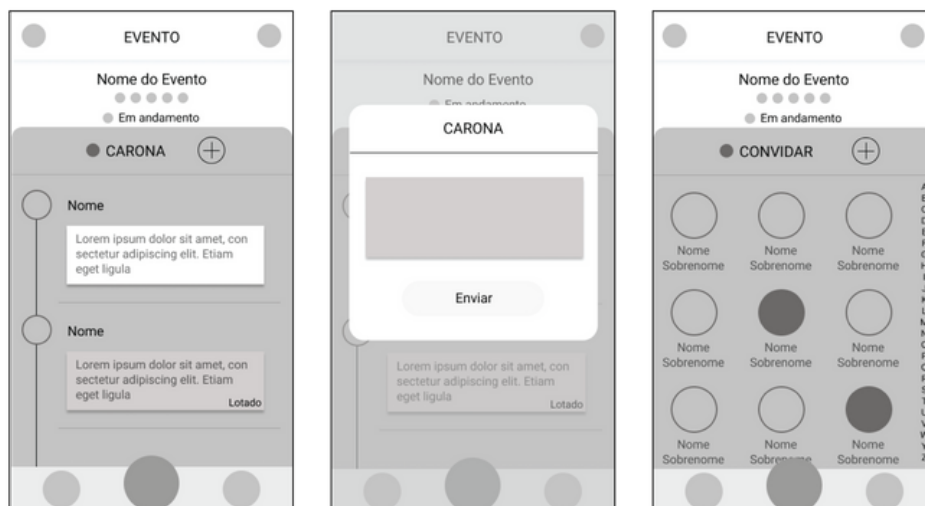 EVENTO
Nome do Evento
Em andamento
CARONA
Nome
Lorem ipsum dolor sit amet, con
sectetur adipiscing elit. Etiam
eget ligula
Nome
Lorem ipsum dolor sit amet, con
sectetur adipiscing elit. Etiam
eget ligula
Lotado
EVENTO
Nome do Evento
Em andamento
CARONA
Enviar
Lorem ipsum dolor sit amet, con
sectetur adipiscing elit. Etiam
eget ligula
Lotado
EVENTO
Nome do Evento
Em andamento
CONVIDAR
Nome
Sobrenome
Nome
Sobrenome
Nome
Sobrenome
Nome
Sobrenome
Nome
Sobrenome
Nome
Sobrenome
Nome
Sobrenome
Nome
Sobrenome
Nome
Sobrenome